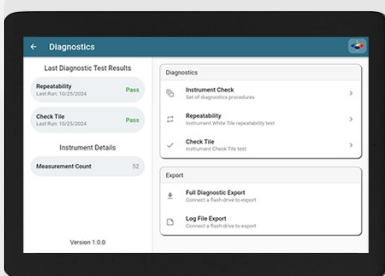 Diagnostics
Last Diagnostic Test Results
Repeatability
Last Run: 10/25/2024
Pass
Check Tile
Last Run: 10/25/2024
Pass
Instrument Details
Measurement Count
52
Version 1.0.0
Diagnostics
Instrument Check
Set of diagnostics procedures
Repeatability
Instrument White Tile repeatability test
Check Tile
Instrument Check Tile test
Export
Full Diagnostic Export
Connect a flash drive to export
Log File Export
Connect a flash drive to export